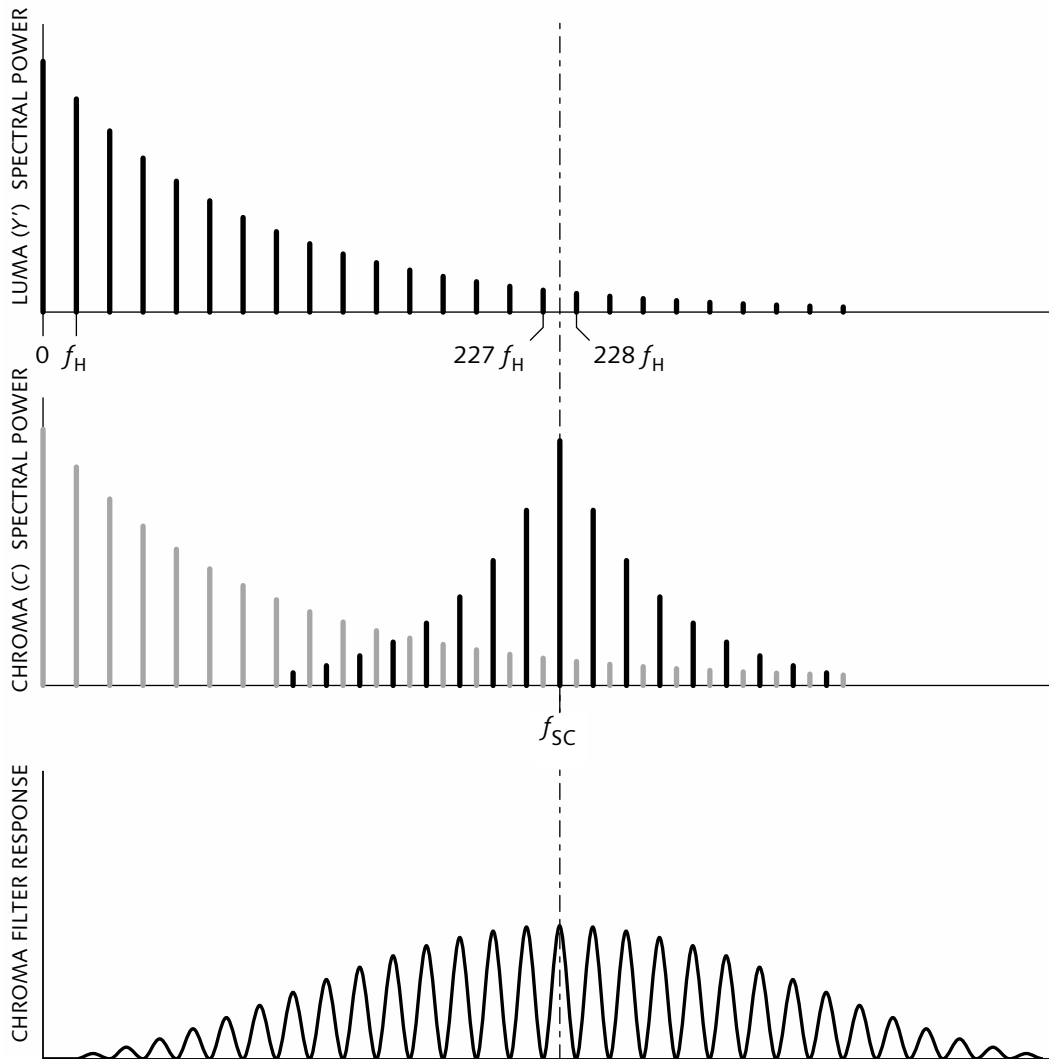 LUMA (Y’) SPECTRAL POWER
0 fH
227 fH
228 fH
CHROMA (C) SPECTRAL POWER
fSC
CHROMA FILTER RESPONSE